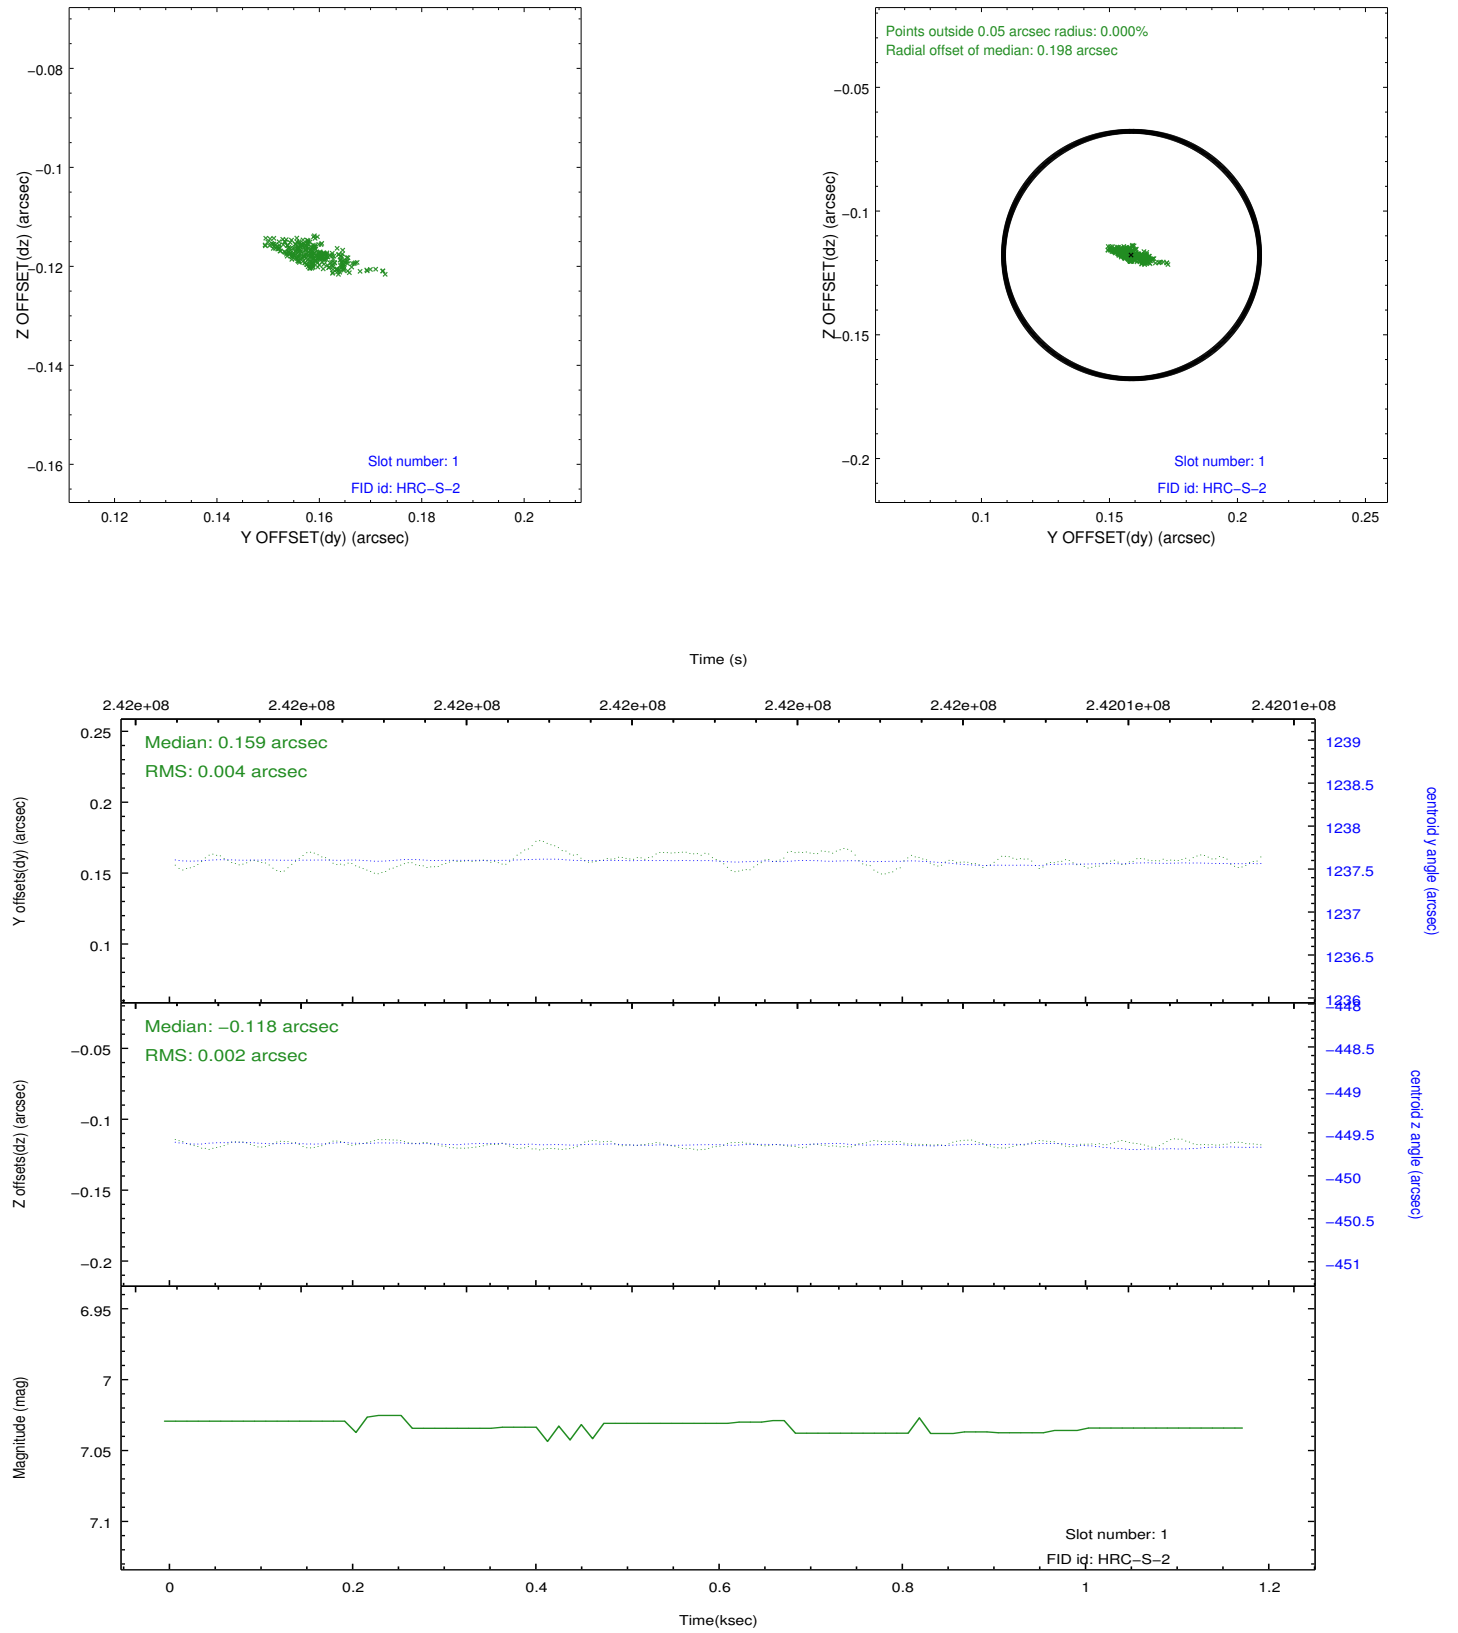 −0.08
−0.1
−0.12
−0.14
−0.16
Z OFFSET(dz) (arcsec)
Slot number: 1
FID id: HRC−S−2
0.12 0.14 0.16 0.18 0.2
Y OFFSET(dy) (arcsec)
Points outside 0.05 arcsec radius: 0.000%
Radial offset of median: 0.198 arcsec
−0.05
−0.1
−0.15
−0.2
Z OFFSET(dz) (arcsec)
Slot number: 1
FID id: HRC−S−2
0.1 0.15 0.2 0.25
Y OFFSET(dy) (arcsec)
Time (s)
2.42e+08 2.42e+08 2.42e+08 2.42e+08 2.42e+08 2.42e+08 2.4201e+08 2.4201e+08
Median: 0.159 arcsec
RMS: 0.004 arcsec
0.25
0.2
0.15
0.1
Y offsets(dy) (arcsec)
1239
1238.5
1238
1237.5
1237
1236.5
1236
centroid y angle (arcsec)
Median: −0.118 arcsec
RMS: 0.002 arcsec
−0.05
−0.1
−0.15
−0.2
Z offsets(dz) (arcsec)
−448
−448.5
−449
−449.5
−450
−450.5
−451
centroid z angle (arcsec)
6.95
7
7.05
7.1
Magnitude (mag)
Slot number: 1
FID id: HRC−S−2
0 0.2 0.4 0.6 0.8 1 1.2
Time(ksec)